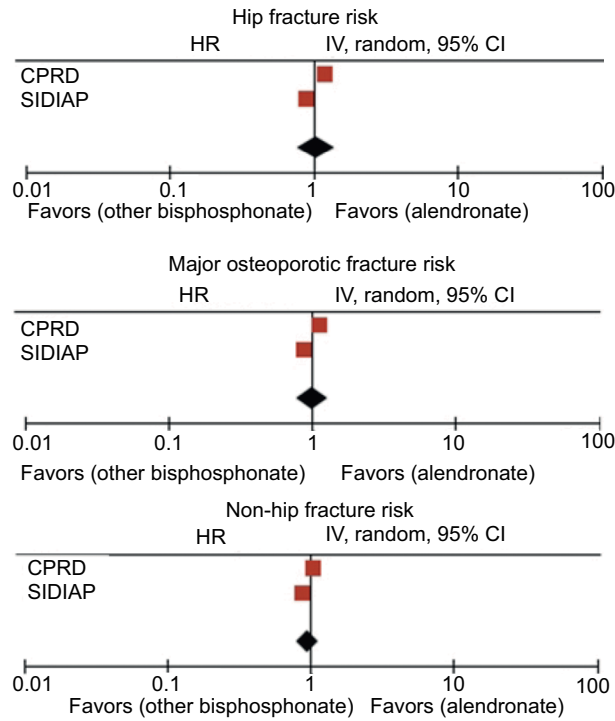 Hip fracture risk
HR IV, random, 95% CI
CPRD
SIDIAP
0.01 0.1 1 10 100
Favors (other bisphosphonate) Favors (alendronate)
Major osteoporotic fracture risk
HR IV, random, 95% CI
CPRD
SIDIAP
0.01 0.1 1 10 100
Favors (other bisphosphonate) Favors (alendronate)
Non-hip fracture risk
HR IV, random, 95% CI
CPRD
SIDIAP
0.01 0.1 1 10 100
Favors (other bisphosphonate) Favors (alendronate)